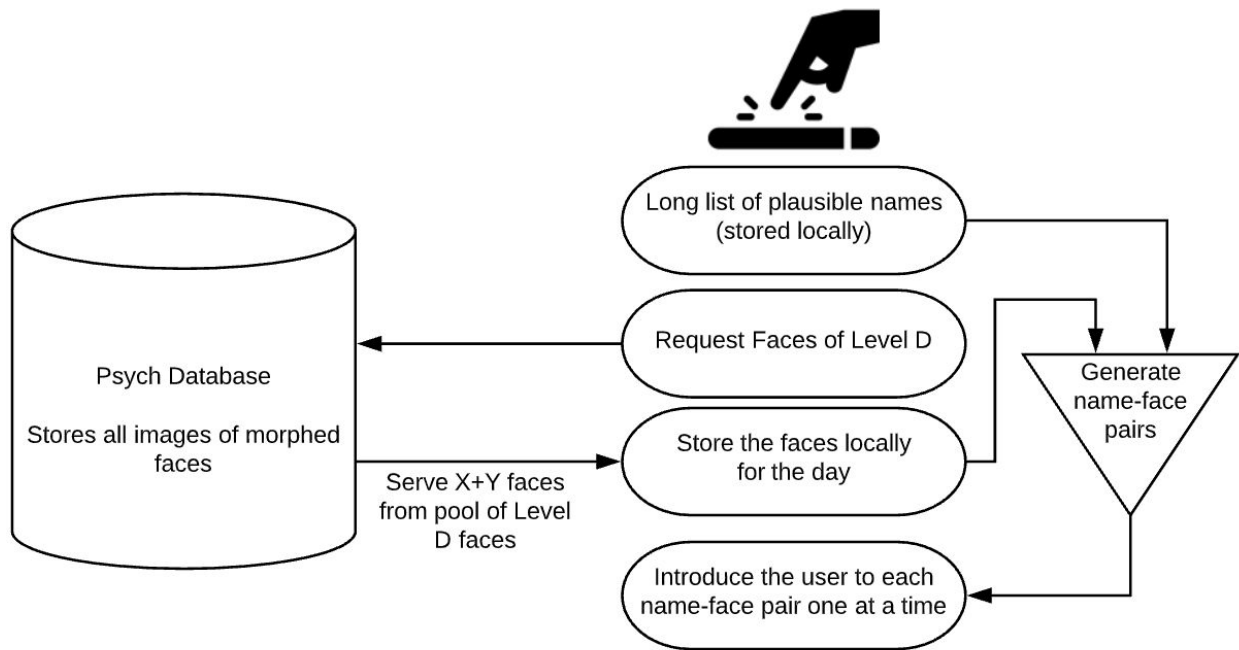 Long list of plausible names
(stored locally)
Request Faces of Level D
Psych Database
Stores all images of morphed
faces
Generate
name-face
pairs
Store the faces locally
for the day
Serve X+Y faces
from pool of Level
D faces
Introduce the user to each
name-face pair one at a time